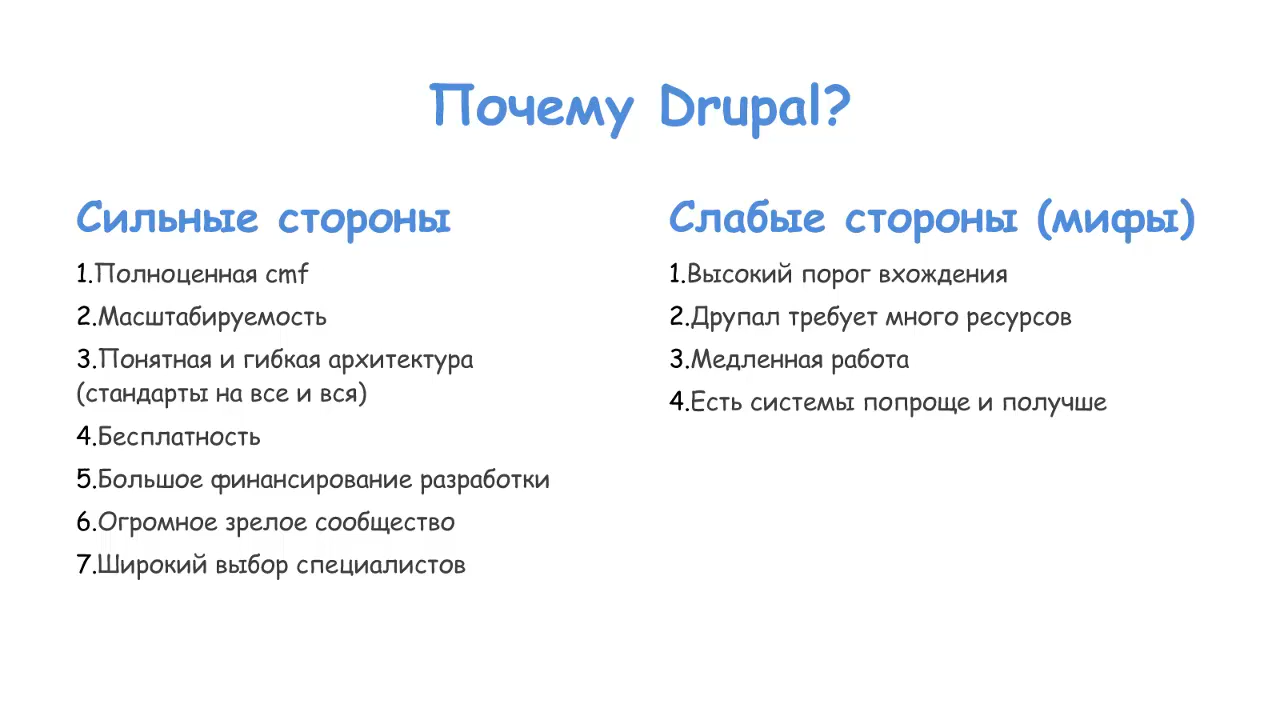 Почему Drupal?
Сильные стороны
1.Полноценная cmf
2.Масштабируемость
3.Понятная и гибкая архитектура
(стандарты на все и вся)
4.Бесплатность
5.Большое финансирование разработки
6.Огромное зрелое сообщество
7.Широкий выбор специалистов
Слабые стороны (мифы)
1.Высокий порог вхождения
2.Друпал требует много ресурсов
3.Медленная работа
4.Есть системы попроще и получше